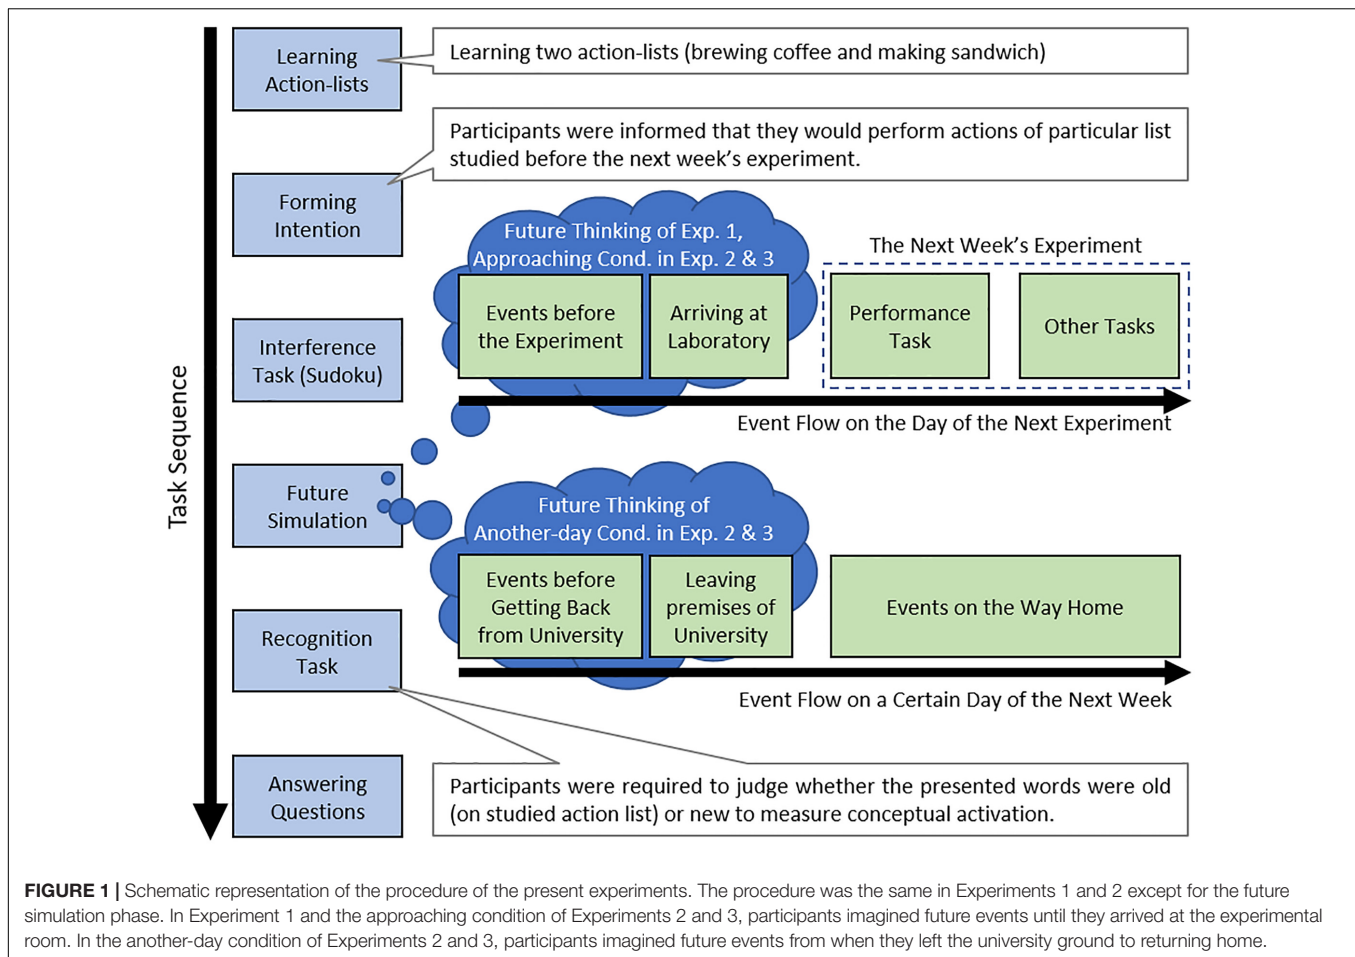 Learning
Action-lists
Learning two action-lists (brewing coffee and making sandwich)
Participants were informed that they would perform actions of particular list
studied before the next week's experiment.
Forming
Intention
Future Thinking of Exp. 1,
Approaching Cond. in Exp. 2 & 3
The Next Week's Experiment
Events before
the Experiment
Arriving at
Laboratory
Performance
Task
Other Tasks
Interference
Task (Sudoku)
Event Flow on the Day of the Next Experiment
Task Sequence
Future
Simulation
Future Thinking of
Another-day Cond. in Exp. 2 & 3
Events before
Getting Back
from University
Leaving
premises of
University
Events on the Way Home
Recognition
Task
Event Flow on a Certain Day of the Next Week
Answering
Questions
Participants were required to judge whether the presented words were old
(on studied action list) or new to measure conceptual activation.
FIGURE 1 | Schematic representation of the procedure of the present experiments. The procedure was the same in Experiments 1 and 2 except for the future
simulation phase. In Experiment 1 and the approaching condition of Experiments 2 and 3, participants imagined future events until they arrived at the experimental
room. In the another-day condition of Experiments 2 and 3, participants imagined future events from when they left the university ground to returning home.